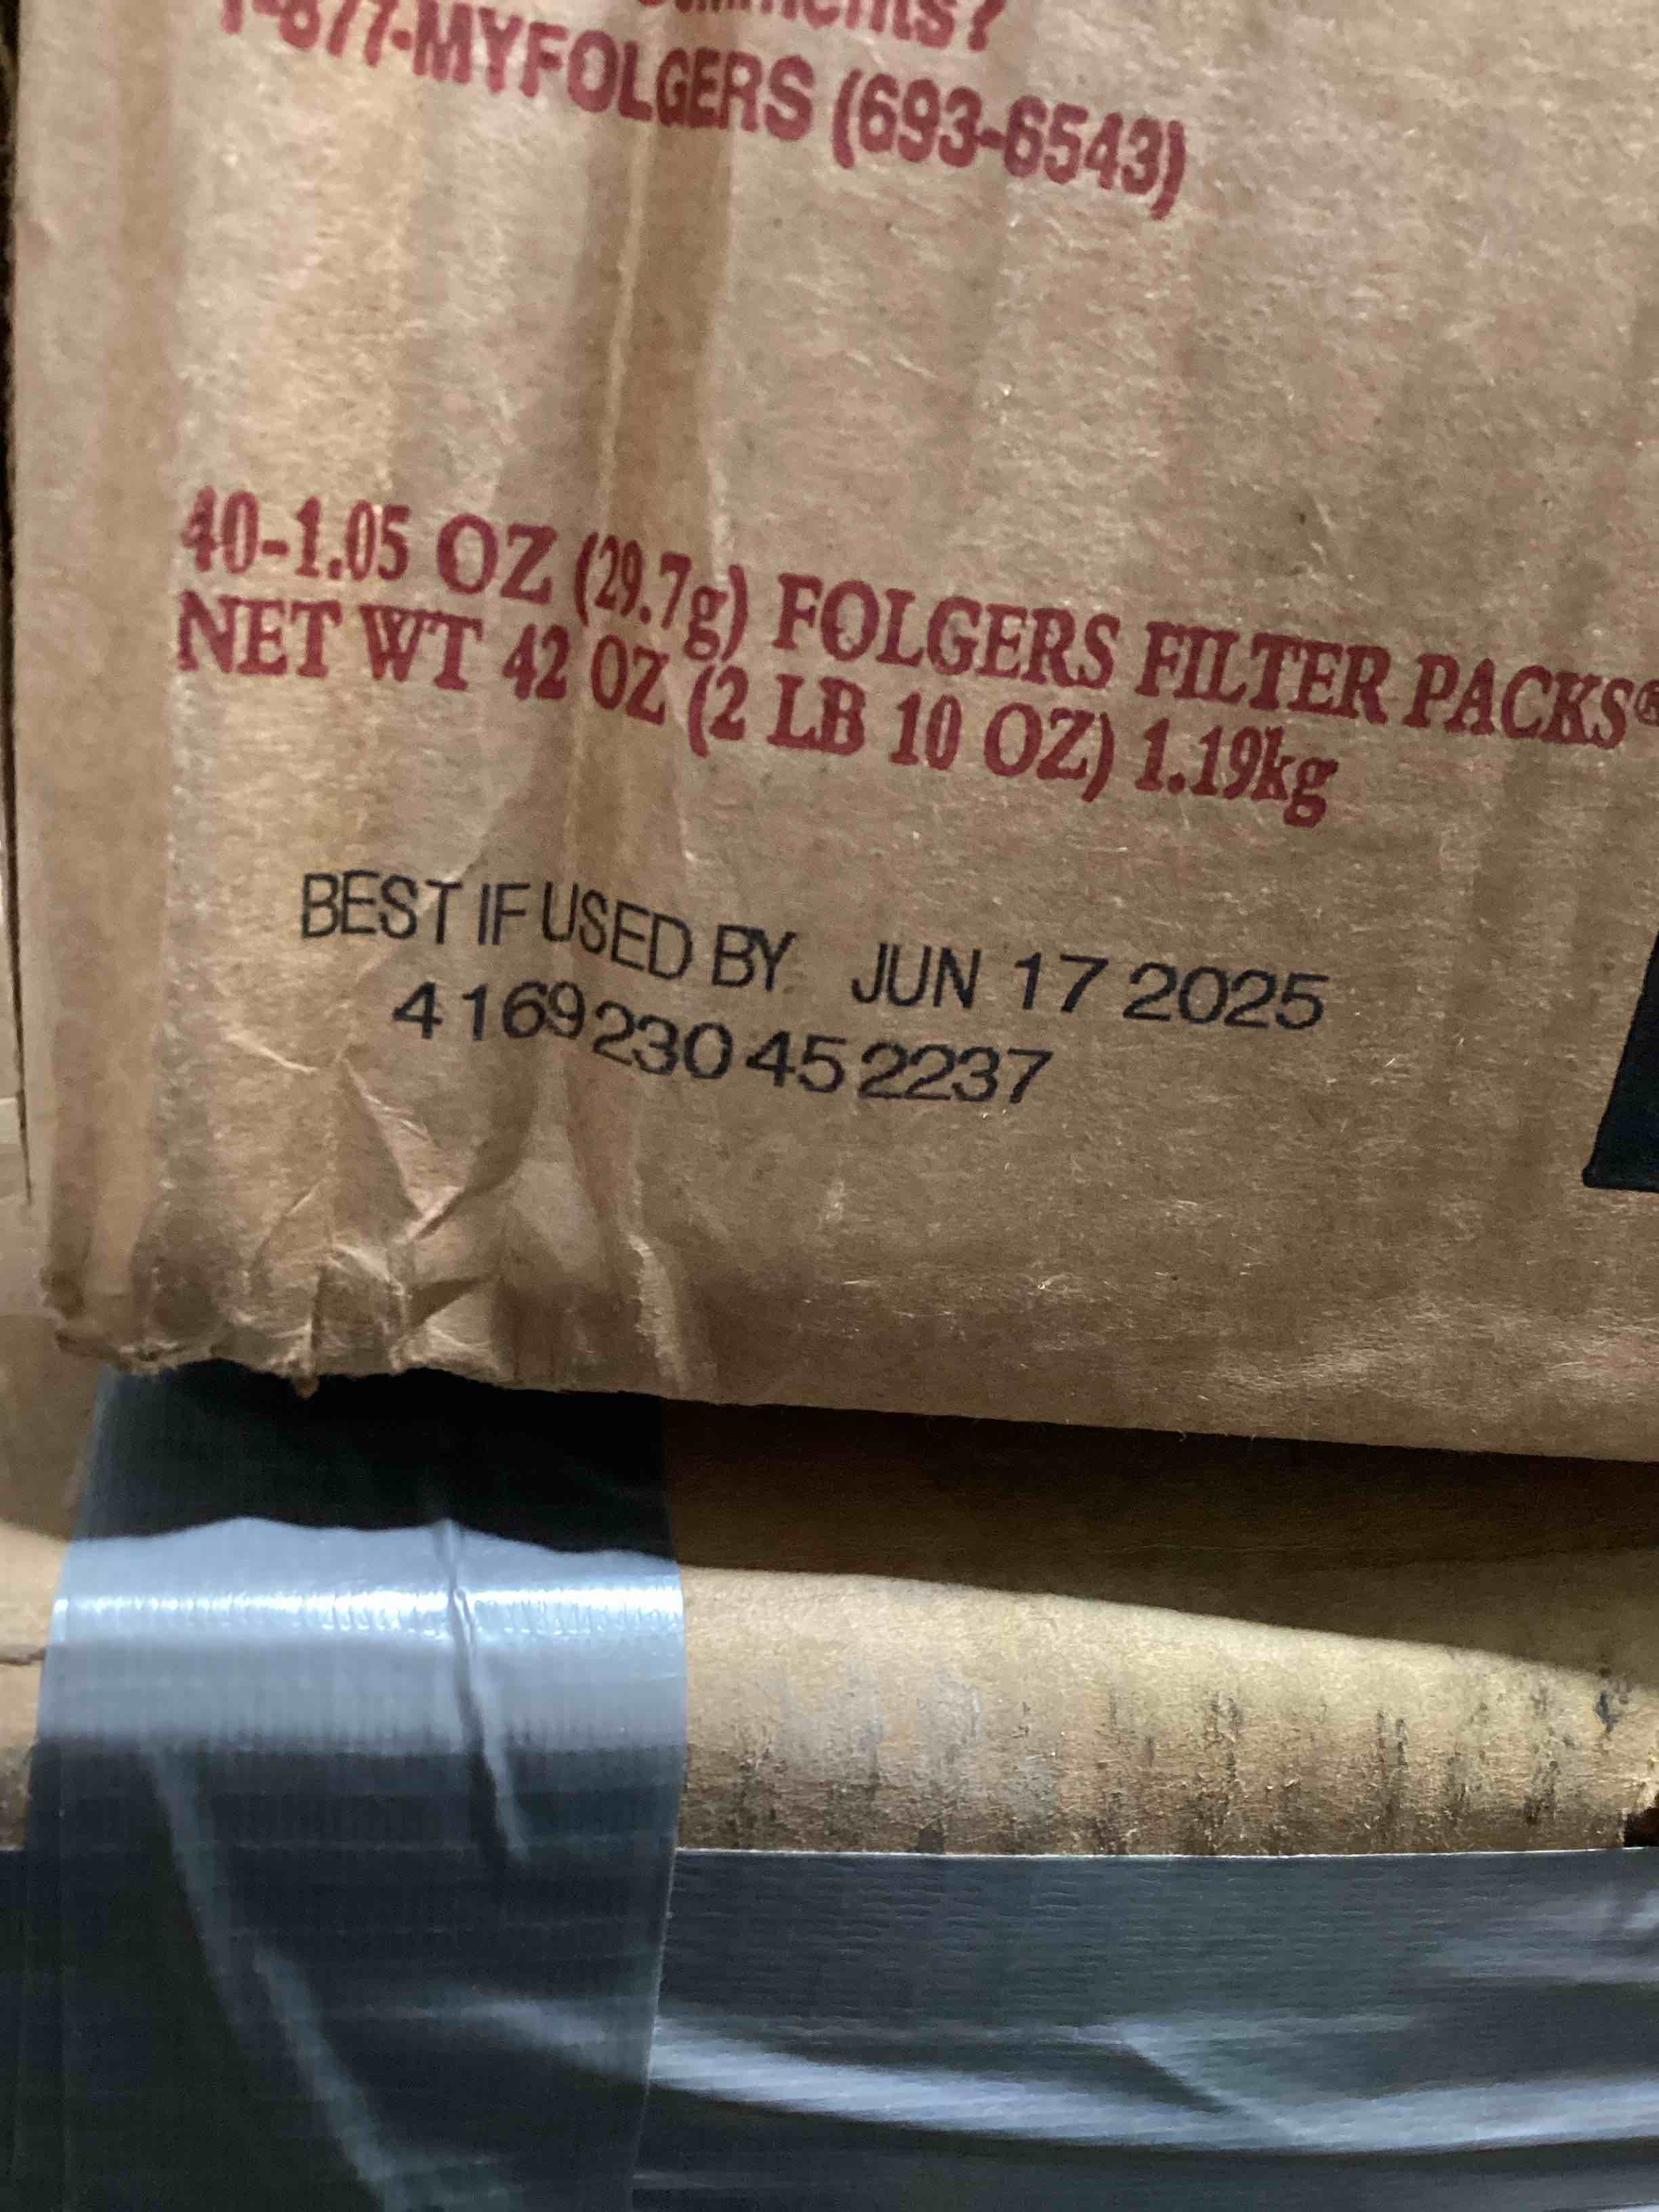 1-877-MYFOLGERS (693-6543)
40-1.05 OZ (29.7g) FOLGERS FILTER PACKS®
NET WT 42 OZ (2 LB 10 OZ) 1.19kg
BEST IF USED BY JUN 17 2025
4169230452237